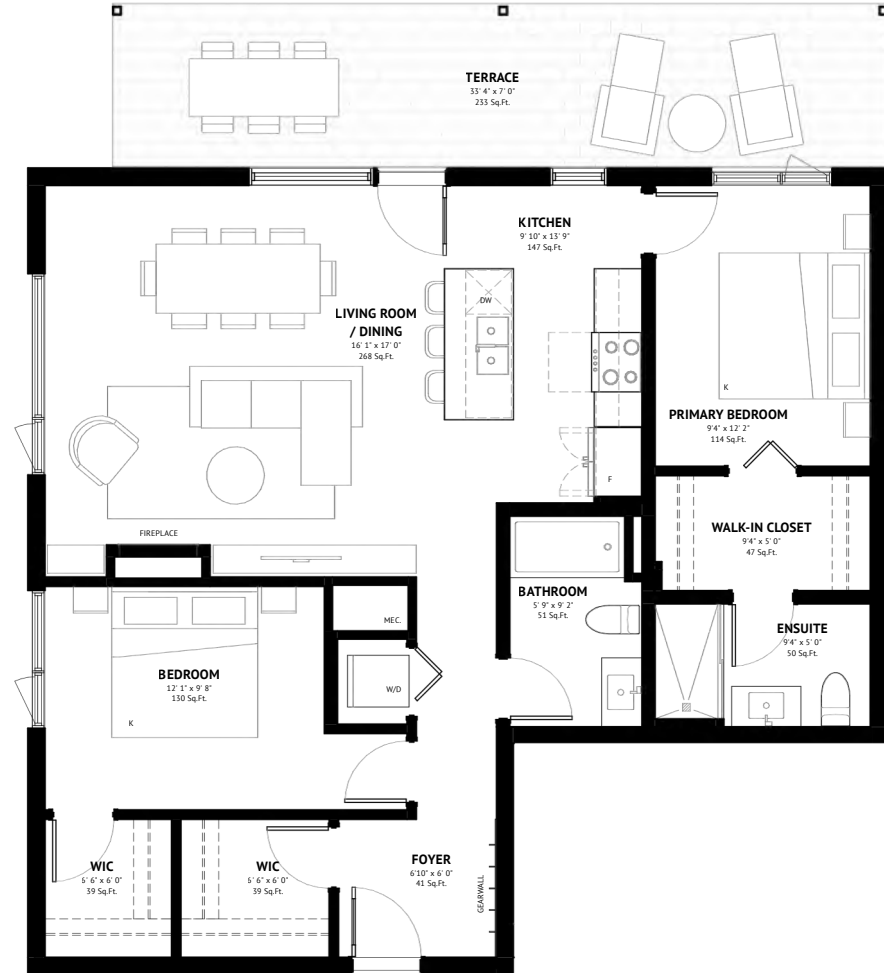 TERRACE
33' 4" x 7' 0"
233 Sq.Ft.
KITCHEN
9' 10" x 13' 9"
147 Sq.Ft.
DW
LIVING ROOM
/ DINING
16' 1" x 17' 0"
268 Sq.Ft.
K
PRIMARY BEDROOM
9'4" x 12' 2"
114 Sq.Ft.
F
FIREPLACE
WALK-IN CLOSET
9'4" x 5' 0"
47 Sq.Ft.
BATHROOM
5' 9" x 9' 2"
51 Sq.Ft.
MEC.
ENSUITE
9'4" x 5' 0"
50 Sq.Ft.
BEDROOM
12' 1" x 9' 8"
130 Sq.Ft.
W/D
K
WIC
6' 6" x 6' 0"
39 Sq.Ft.
WIC
6' 6" x 6' 0"
39 Sq.Ft.
FOYER
6'10" x 6' 0"
41 Sq.Ft.
GEARWALL